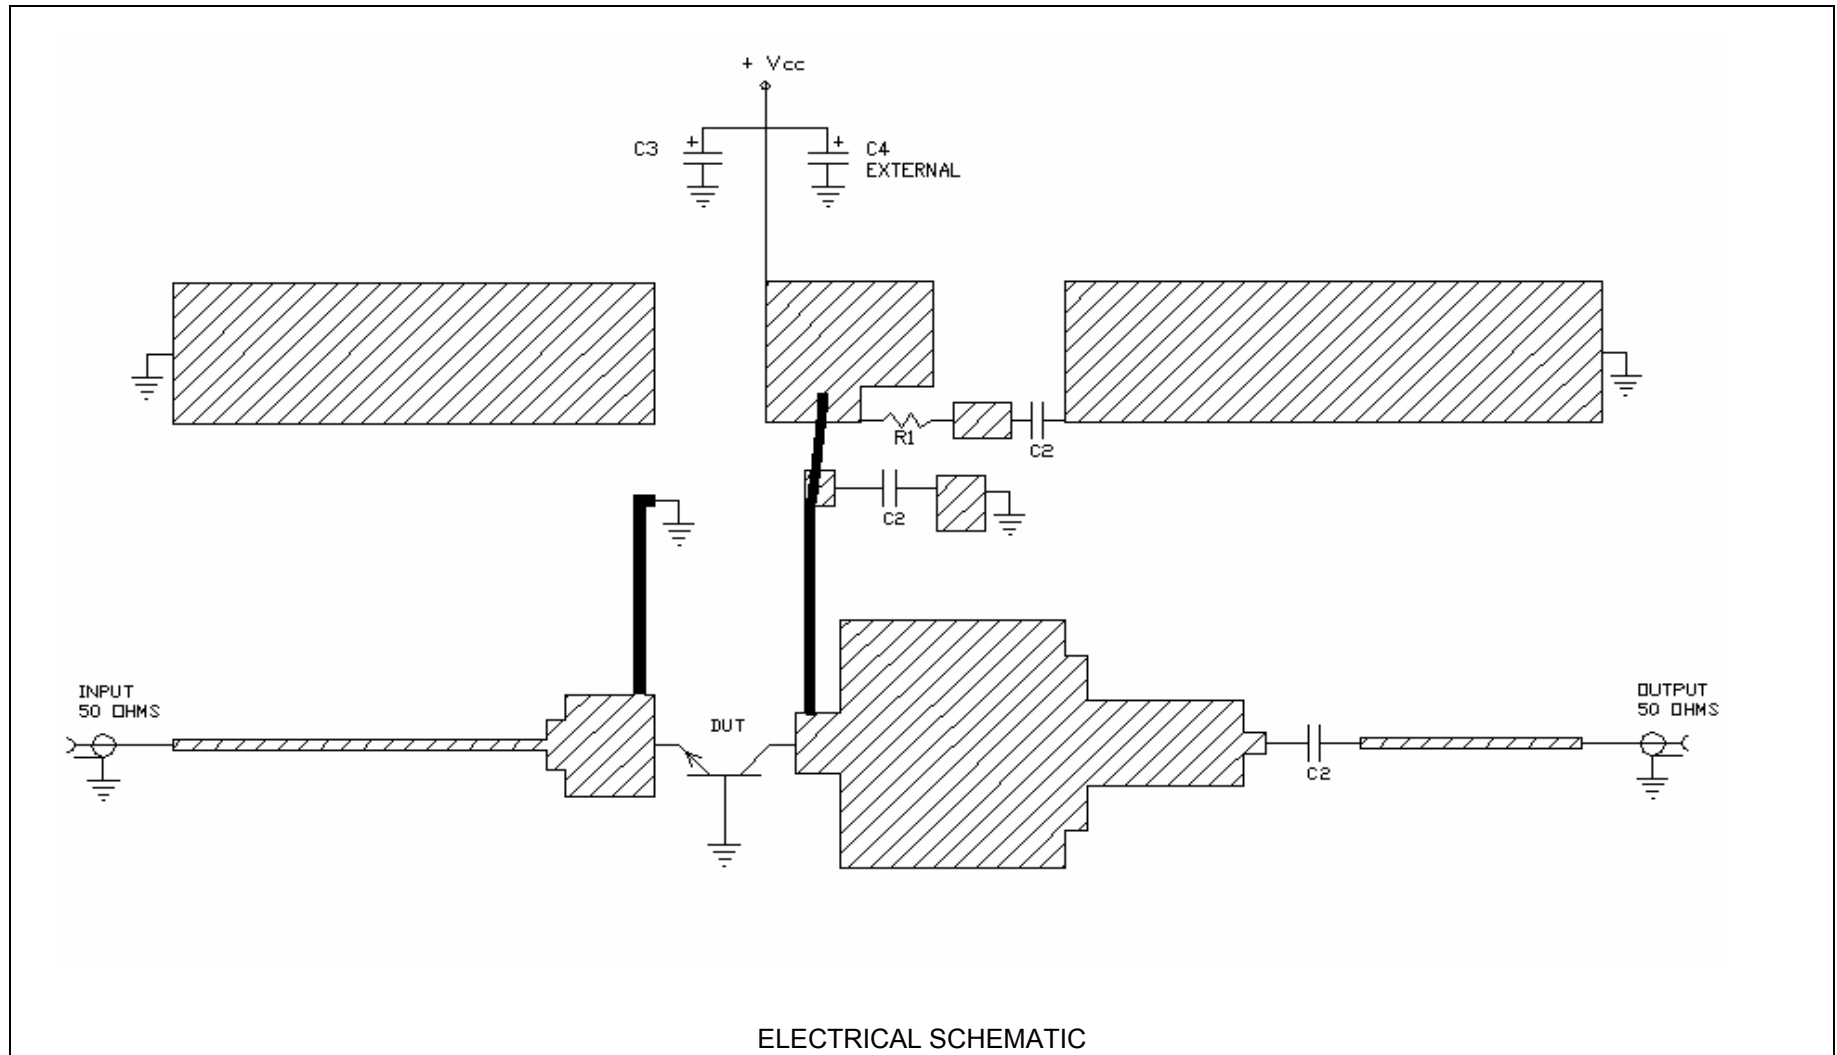 + Vcc
+
+
C3
C4
EXTERNAL
R1
C2
C2
INPUT
50 OHMS
DUT
OUTPUT
50 OHMS
C2
ELECTRICAL SCHEMATIC